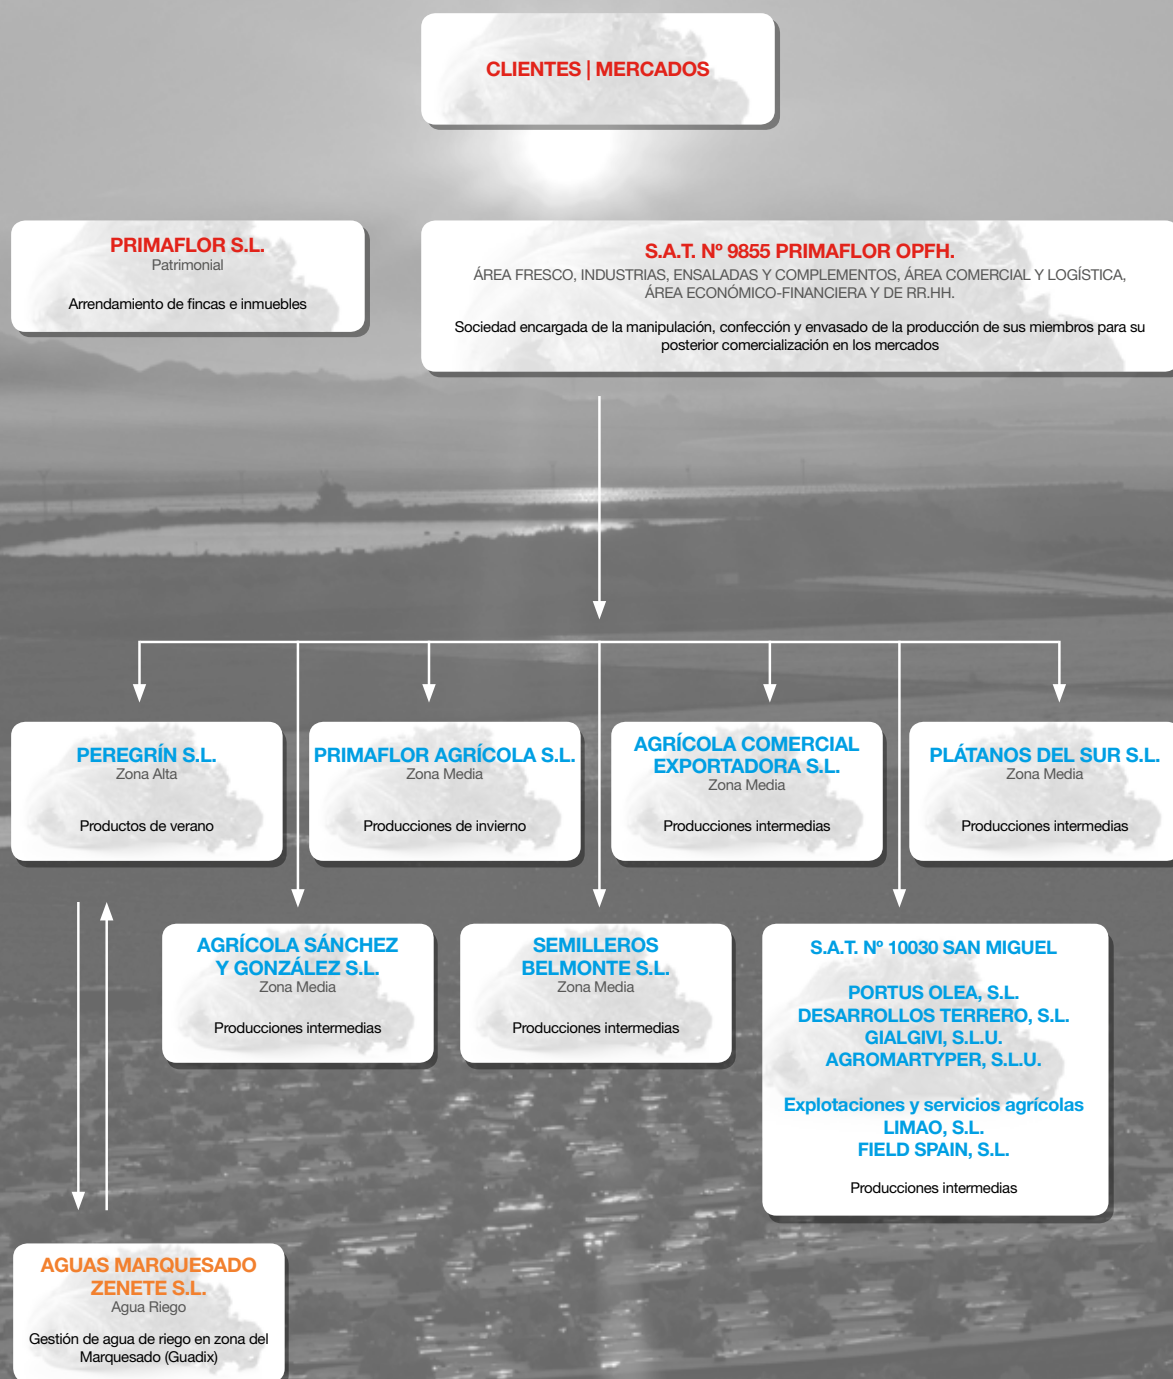 CLIENTES | MERCADOS
PRIMAFLOR S.L.
Patrimonial
Arrendamiento de fincas e inmuebles
S.A.T. Nº 9855 PRIMAFLOR OPFH.
ÁREA FRESCO, INDUSTRIAS, ENSALADAS Y COMPLEMENTOS, ÁREA COMERCIAL Y LOGÍSTICA,
ÁREA ECONÓMICO-FINANCIERA Y DE RR.HH.
Sociedad encargada de la manipulación, confección y envasado de la producción de sus miembros para su
posterior comercialización en los mercados
PEREGRÍN S.L.
Zona Alta
Productos de verano
PRIMAFLOR AGRÍCOLA S.L.
Zona Media
Producciones de invierno
AGRÍCOLA COMERCIAL
EXPORTADORA S.L.
Zona Media
Producciones intermedias
PLÁTANOS DEL SUR S.L.
Zona Media
Producciones intermedias
AGRÍCOLA SÁNCHEZ
Y GONZÁLEZ S.L.
Zona Media
Producciones intermedias
SEMILLEROS
BELMONTE S.L.
Zona Media
Producciones intermedias
S.A.T. Nº 10030 SAN MIGUEL
PORTUS OLEA, S.L.
DESARROLLOS TERRERO, S.L.
GIALGIVI, S.L.U.
AGROMARTYPER, S.L.U.
Explotaciones y servicios agrícolas
LIMAO, S.L.
FIELD SPAIN, S.L.
Producciones intermedias
AGUAS MARQUESADO
ZENETE S.L.
Agua Riego
Gestión de agua de riego en zona del
Marquesado (Guadix)